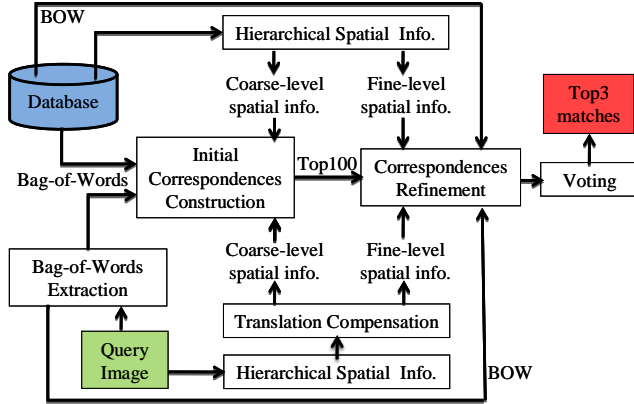 BOW
Hierarchical Spatial Info.
Database
Coarse-level
spatial info.
Fine-level
spatial info.
Top3
matches
Bag-of-Words
Initial
Correspondences
Construction
Top100
Correspondences
Refinement
Voting
Bag-of-Words
Extraction
Coarse-level
spatial info.
Fine-level
spatial info.
Translation Compensation
Query
Image
Hierarchical Spatial Info.
BOW